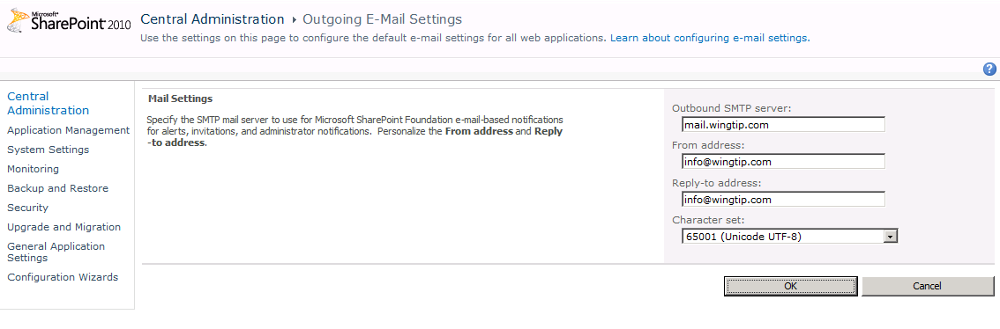 Microsoft®
SharePoint 2010
Central Administration ▸ Outgoing E-Mail Settings
Use the settings on this page to configure the default e-mail settings for all web applications. Learn about configuring e-mail settings.
?
Central
Administration
Application Management
System Settings
Monitoring
Backup and Restore
Security
Upgrade and Migration
General Application
Settings
Configuration Wizards
Mail Settings
Specify the SMTP mail server to use for Microsoft SharePoint Foundation e-mail-based notifications
for alerts, invitations, and administrator notifications. Personalize the From address and Reply
-to address.
Outbound SMTP server:
mail.wingtip.com
From address:
info@wingtip.com
Reply-to address:
info@wingtip.com
Character set:
65001 (Unicode UTF-8)
OK
Cancel